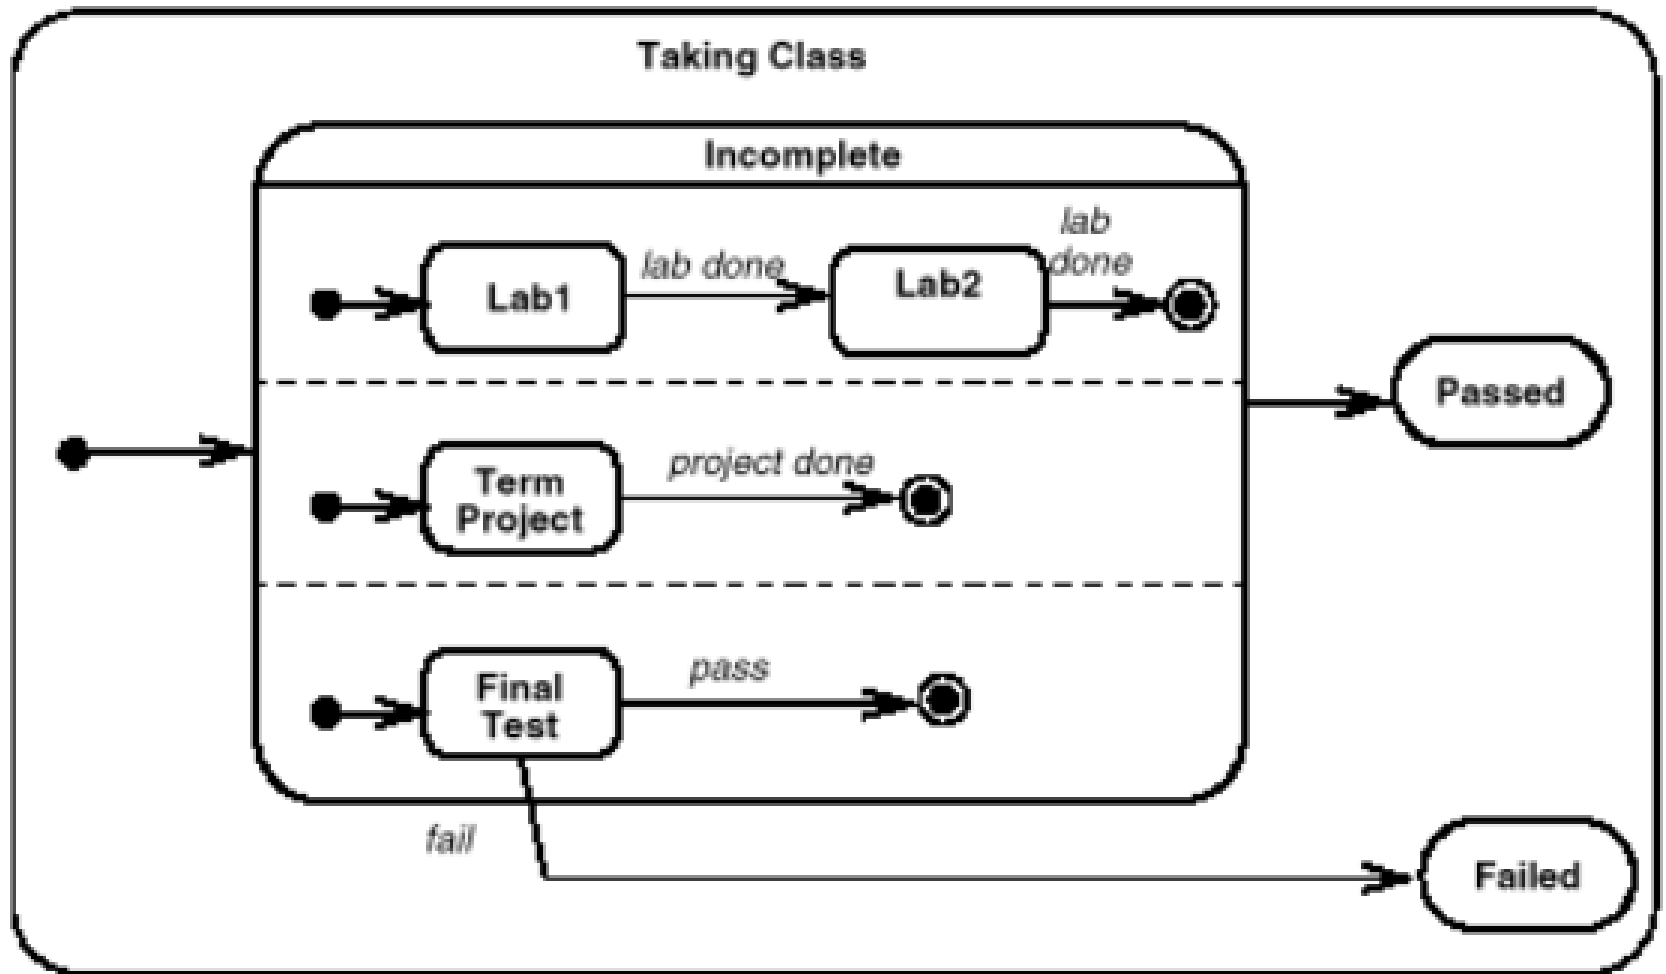 Taking Class
Incomplete
Lab1
lab done
Lab2
lab
done
Passed
Term
Project
project done
Final
Test
pass
fail
Failed